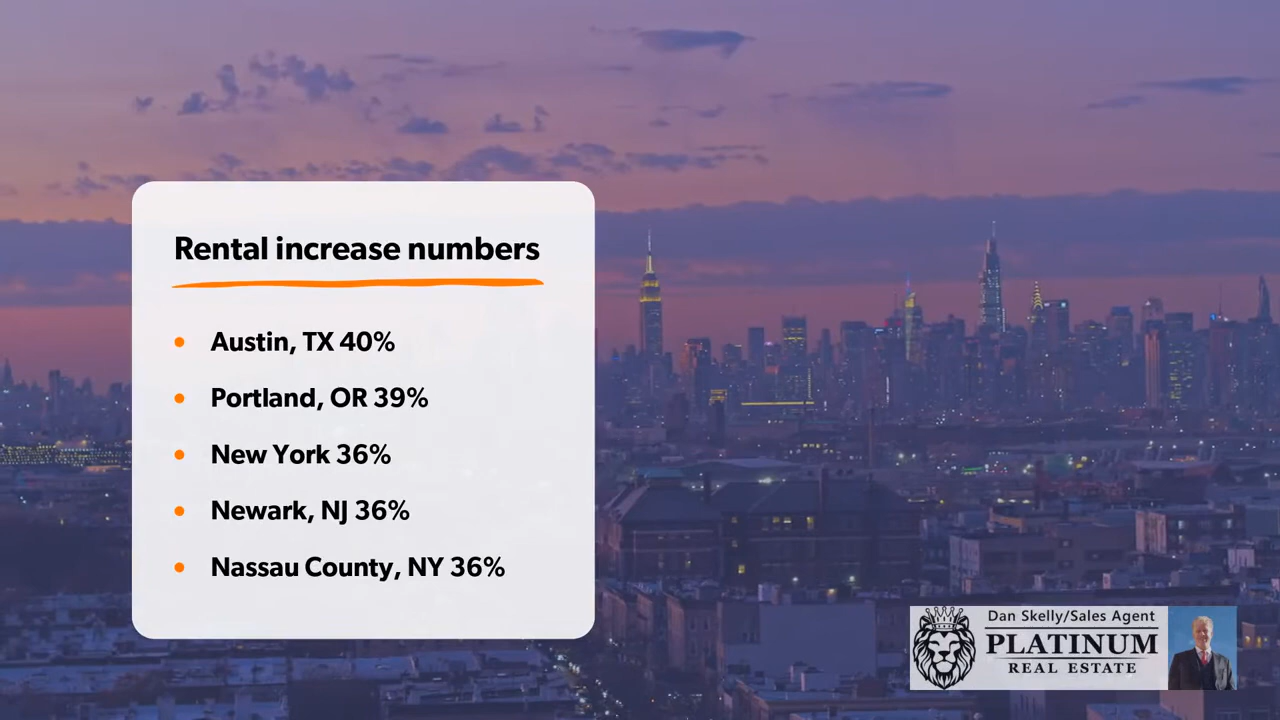 Rental increase numbers
• Austin, TX 40%
• Portland, OR 39%
• New York 36%
• Newark, NJ 36%
• Nassau County, NY 36%
Dan Skelly/Sales Agent
PLATINUM
REAL ESTATE